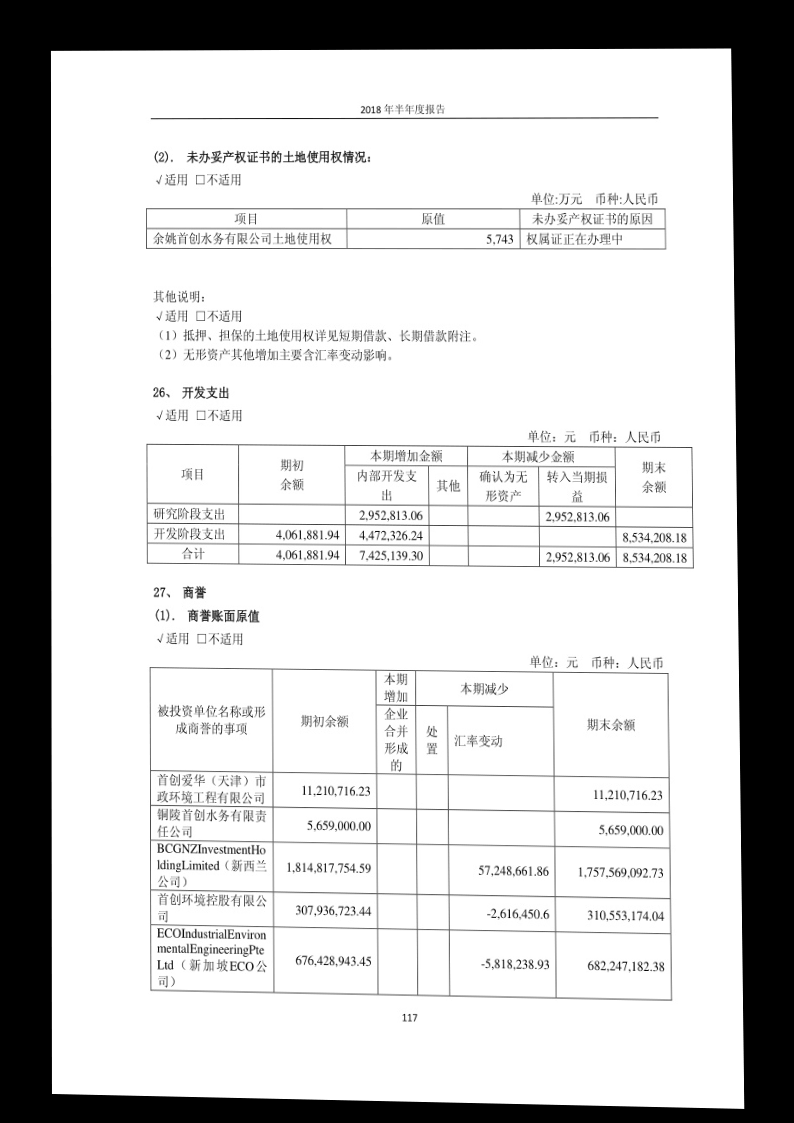 2018 年半年度报告
(2). 未办妥产权证书的土地使用权情况：
√适用 □不适用
单位:万元 币种:人民币
项目 原值 未办妥产权证书的原因
余姚首创水务有限公司土地使用权 5,743 权属证正在办理中
其他说明：
√适用 □不适用
（1）抵押、担保的土地使用权详见短期借款、长期借款附注。
（2）无形资产其他增加主要含汇率变动影响。
26、 开发支出
√适用 □不适用
单位：元 币种：人民币
项目 期初 余额 本期增加金额 本期减少金额 期末 余额
内部开发支 出 其他 确认为无 形资产 转入当期损 益
研究阶段支出 2,952,813.06 2,952,813.06
开发阶段支出 4,061,881.94 4,472,326.24 8,534,208.18
合计 4,061,881.94 7,425,139.30 2,952,813.06 8,534,208.18
27、 商誉
(1). 商誉账面原值
√适用 □不适用
单位：元 币种：人民币
被投资单位名称或形
成商誉的事项
期初余额
本期
增加
本期减少
期末余额
企业
合并
形成
的
处
置
汇率变动
首创爱华（天津）市
政环境工程有限公司
11,210,716.23 11,210,716.23
铜陵首创水务有限责
任公司
5,659,000.00 5,659,000.00
BCGNZInvestmentHo
ldingLimited（新西兰
公司）
1,814,817,754.59 57,248,661.86 1,757,569,092.73
首创环境控股有限公
司
307,936,723.44 -2,616,450.6 310,553,174.04
ECOIndustrialEnviron
mentalEngineeringPte
Ltd（新加坡ECO公
司）
676,428,943.45 -5,818,238.93 682,247,182.38
117